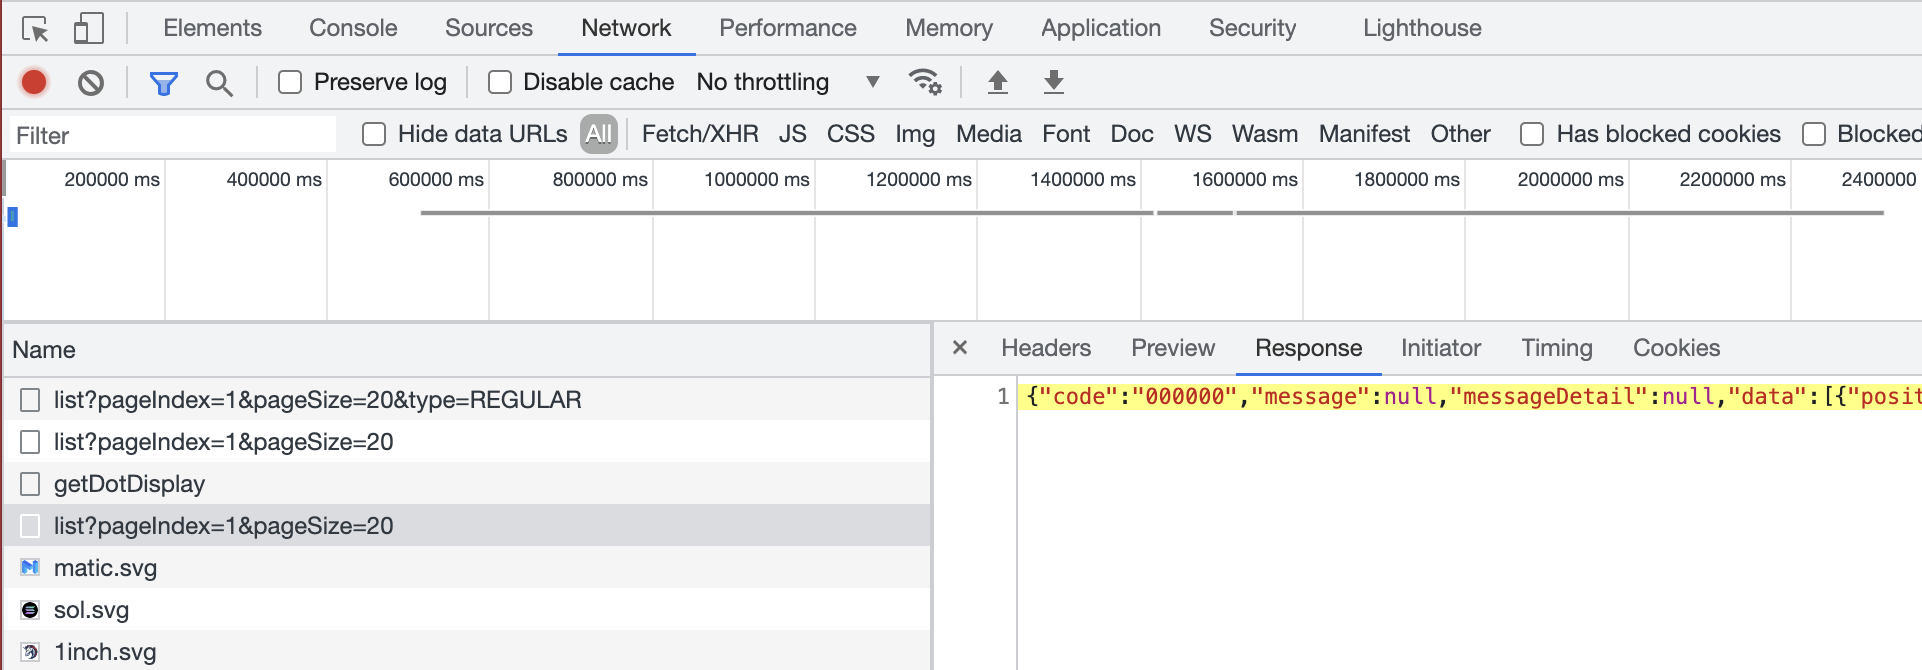 Elements Console Sources Network Performance Memory Application Security Lighthouse
Preserve log Disable cache No throttling
Filter Hide data URLs All Fetch/XHR JS CSS Img Media Font Doc WS Wasm Manifest Other Has blocked cookies Blocked
200000 ms 400000 ms 600000 ms 800000 ms 1000000 ms 1200000 ms 1400000 ms 1600000 ms 1800000 ms 2000000 ms 2200000 ms 2400000
Name
list?pageIndex=1&pageSize=20&type=REGULAR
list?pageIndex=1&pageSize=20
getDotDisplay
list?pageIndex=1&pageSize=20
matic.svg
sol.svg
1inch.svg
Headers Preview Response Initiator Timing Cookies
1 {"code":"000000","message":null,"messageDetail":null,"data":[{"posit